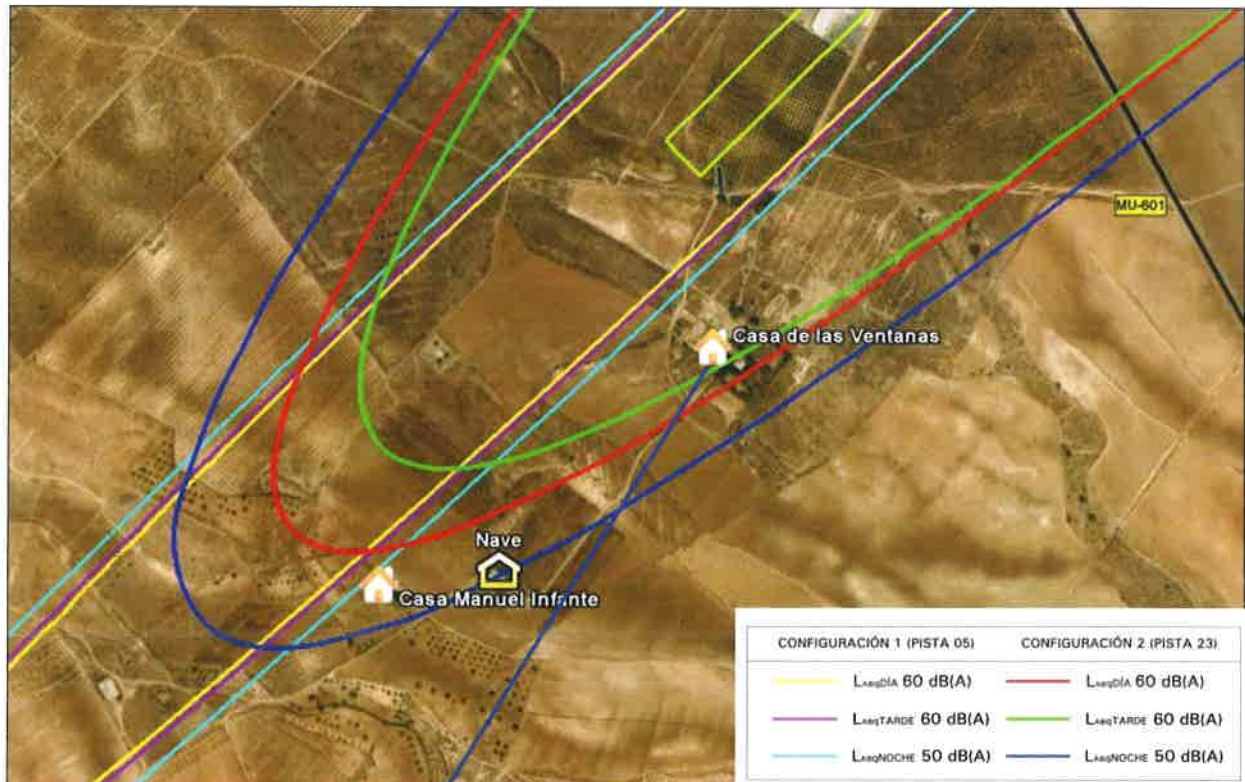 MU-601
Casa de las Ventanas
Nave
Casa Manuel Infante
CONFIGURACIÓN 1 (PISTA 05) CONFIGURACIÓN 2 (PISTA 23)
LAeqDÍA 60 dB(A) LAeqDÍA 60 dB(A)
LAeqTARDE 60 dB(A) LAeqTARDE 60 dB(A)
LAeqNOCHE 50 dB(A) LAeqNOCHE 50 dB(A)